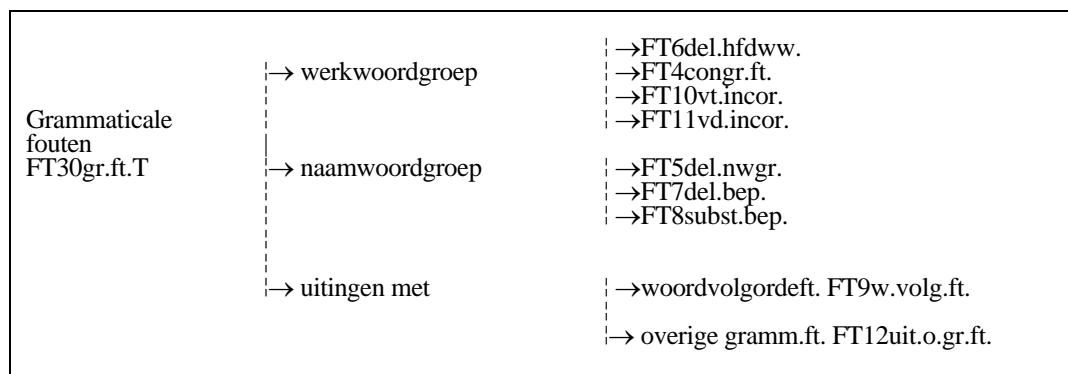 →FT6del.hfdww.
→ werkwoordgroep →FT4congr.ft.
→FT10vt.incor.
Grammaticale →FT11vd.incor.
fouten
FT30gr.ft.T → naamwoordgroep →FT5del.nwgr.
→FT7del.bep.
→FT8subst.bep.
→ uitingen met →woordvolgordeft. FT9w.volg.ft.
→ overige gramm.ft. FT12uit.o.gr.ft.